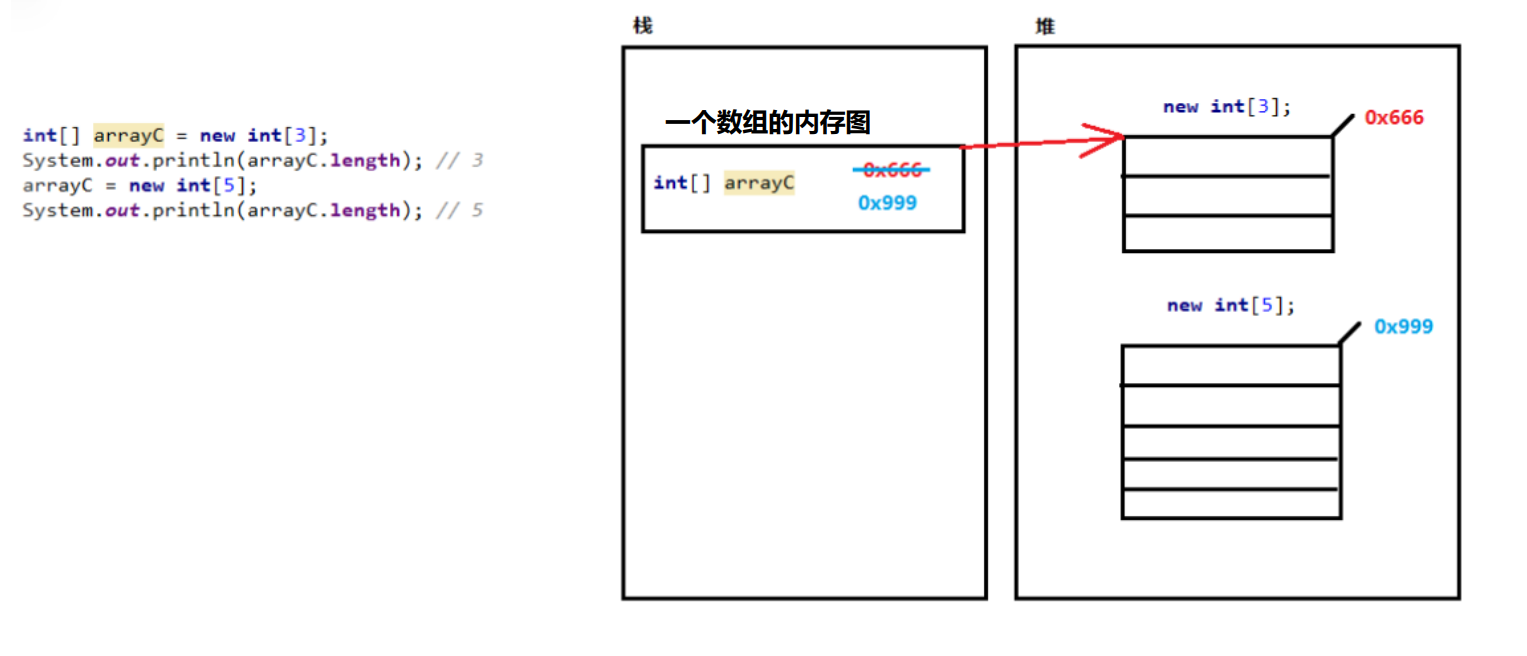 int[] arrayC = new int[3];
System.out.println(arrayC.length); // 3
arrayC = new int[5];
System.out.println(arrayC.length); // 5
栈
一个数组的内存图
int[] arrayC 0x666
0x999
堆
new int[3];
0x666
new int[5];
0x999